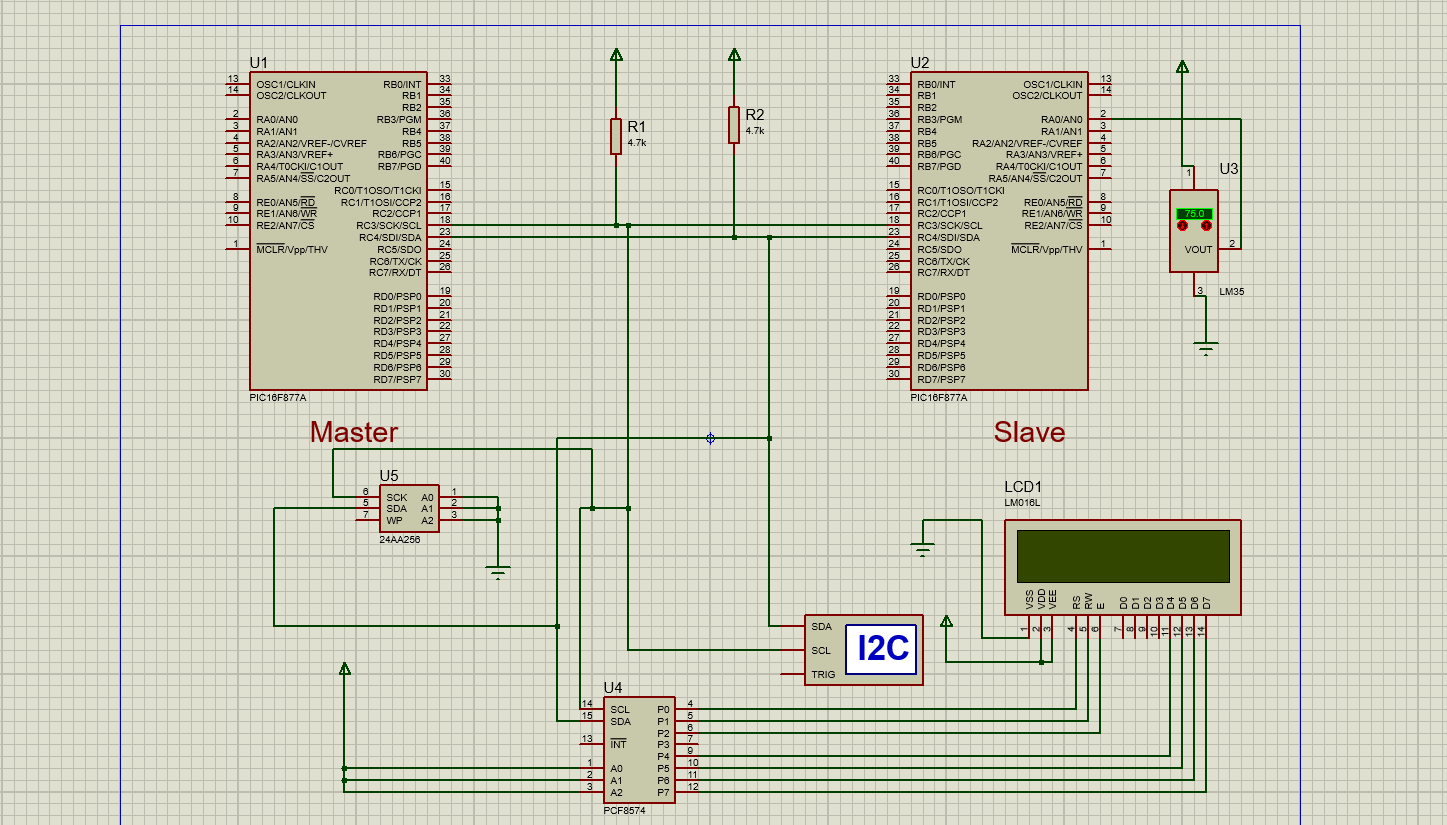 U1
13 OSC1/CLKIN RB0/INT 33
14 OSC2/CLKOUT RB1 34
RB2 35
2 RA0/AN0 RB3/PGM 36
3 RA1/AN1 RB4 37
4 RA2/AN2/VREF-/CVREF RB5 38
5 RA3/AN3/VREF+ RB6/PGC 39
6 RA4/T0CKI/C1OUT RB7/PGD 40
7 RA5/AN4/SS/C2OUT
RC0/T1OSO/T1CKI 15
8 RE0/AN5/RD RC1/T1OSI/CCP2 16
9 RE1/AN6/WR RC2/CCP1 17
10 RE2/AN7/CS RC3/SCK/SCL 18
RC4/SDI/SDA 23
1 MCLR/Vpp/THV RC5/SDO 24
RC6/TX/CK 25
RC7/RX/DT 26
RD0/PSP0 19
RD1/PSP1 20
RD2/PSP2 21
RD3/PSP3 22
RD4/PSP4 27
RD5/PSP5 28
RD6/PSP6 29
RD7/PSP7 30
PIC16F877A
Master
R1
4.7k
R2
4.7k
U2
33 RB0/INT OSC1/CLKIN 13
34 RB1 OSC2/CLKOUT 14
35 RB2
36 RB3/PGM RA0/AN0 2
37 RB4 RA1/AN1 3
38 RB5 RA2/AN2/VREF-/CVREF 4
39 RB6/PGC RA3/AN3/VREF+ 5
40 RB7/PGD RA4/T0CKI/C1OUT 6
RA5/AN4/SS/C2OUT 7
15 RC0/T1OSO/T1CKI
16 RC1/T1OSI/CCP2 RE0/AN5/RD 8
17 RC2/CCP1 RE1/AN6/WR 9
18 RC3/SCK/SCL RE2/AN7/CS 10
23 RC4/SDI/SDA
24 RC5/SDO MCLR/Vpp/THV 1
25 RC6/TX/CK
26 RC7/RX/DT
19 RD0/PSP0
20 RD1/PSP1
21 RD2/PSP2
22 RD3/PSP3
27 RD4/PSP4
28 RD5/PSP5
29 RD6/PSP6
30 RD7/PSP7
PIC16F877A
Slave
U3
1
75.0
VOUT 2
3
LM35
U5
6 SCK A0 1
5 SDA A1 2
7 WP A2 3
24AA256
LCD1
LM016L
VSS VDD VEE RS RW E D0 D1 D2 D3 D4 D5 D6 D7
1 2 3 4 5 6 7 8 9 10 11 12 13 14
SDA
SCL
TRIG
I2C
U4
14 SCL P0 4
15 SDA P1 5
P2 6
13 INT P3 7
P4 9
1 A0 P5 10
2 A1 P6 11
3 A2 P7 12
PCF8574